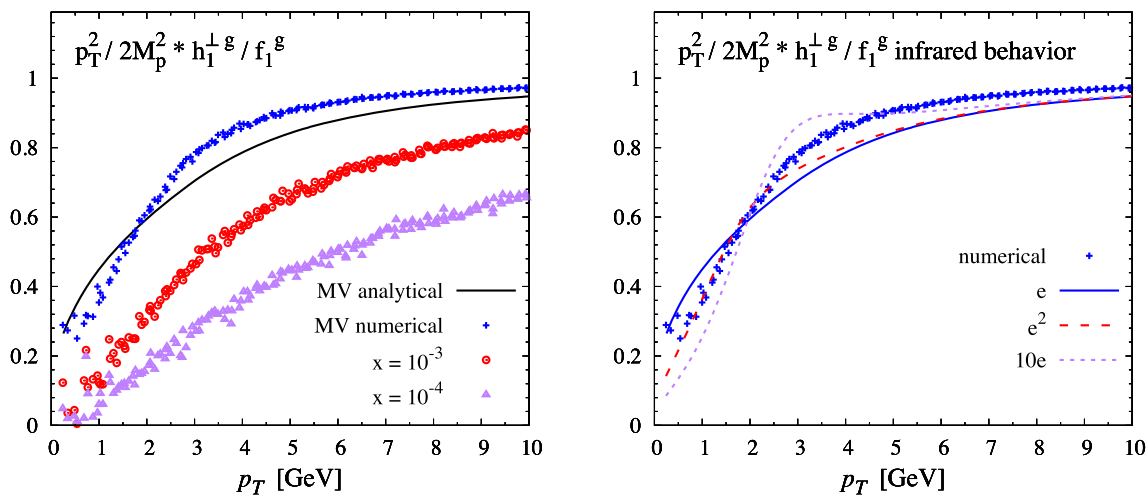 p_T^2 / 2M_p^2 * h_1^{⊥ g} / f_1^g
1
0.8
0.6
0.4
0.2
0
MV analytical
MV numerical
x = 10^{-3}
x = 10^{-4}
0 1 2 3 4 5 6 7 8 9 10
p_T [GeV]
p_T^2 / 2M_p^2 * h_1^{⊥ g} / f_1^g infrared behavior
1
0.8
0.6
0.4
0.2
0
numerical
e
e^2
10e
0 1 2 3 4 5 6 7 8 9 10
p_T [GeV]